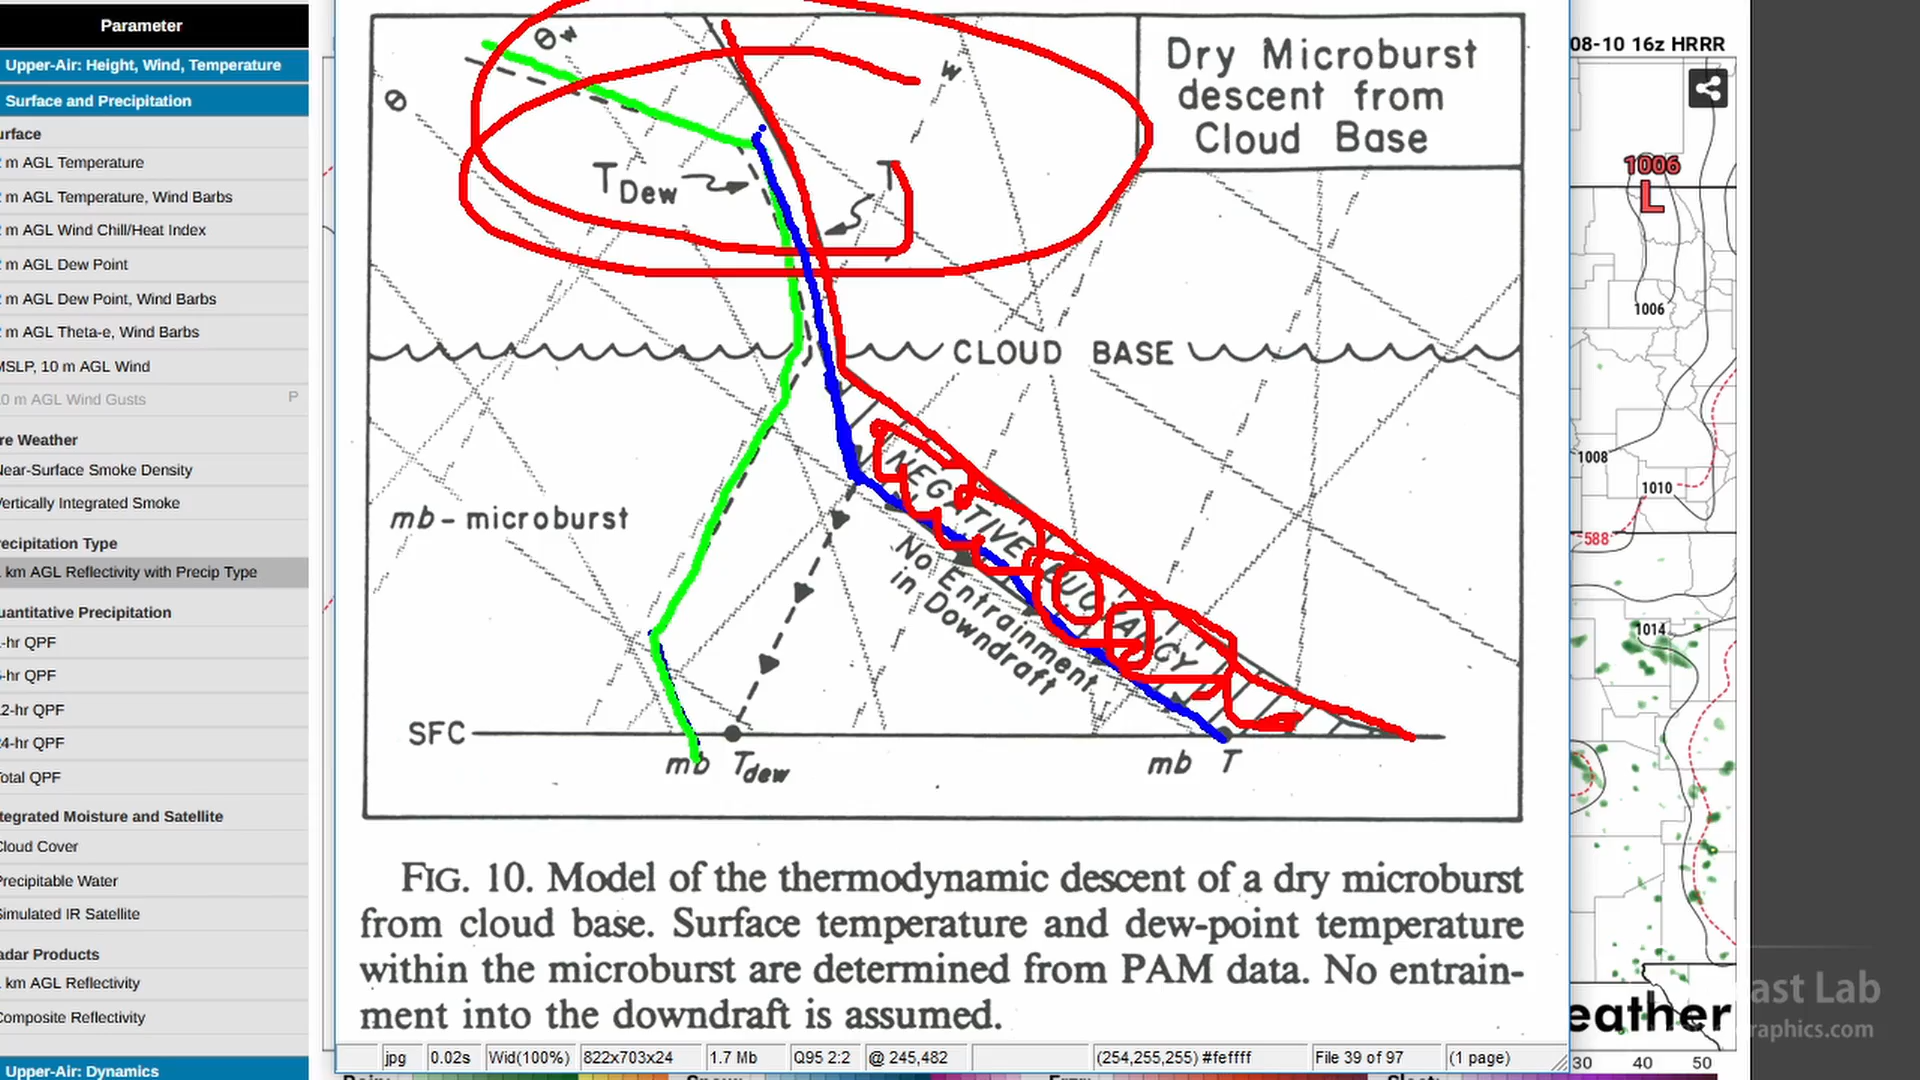 Parameter
Upper-Air: Height, Wind, Temperature
Surface and Precipitation
urface
m AGL Temperature
m AGL Temperature, Wind Barbs
m AGL Wind Chill/Heat Index
m AGL Dew Point
m AGL Dew Point, Wind Barbs
m AGL Theta-e, Wind Barbs
MSLP, 10 m AGL Wind
0 m AGL Wind Gusts P
re Weather
Near-Surface Smoke Density
Vertically Integrated Smoke
recipitation Type
km AGL Reflectivity with Precip Type
uantitative Precipitation
-hr QPF
-hr QPF
12-hr QPF
24-hr QPF
Total QPF
tegrated Moisture and Satellite
Cloud Cover
Precipitable Water
Simulated IR Satellite
adar Products
km AGL Reflectivity
Composite Reflectivity
Upper-Air: Dynamics
Dry Microburst
descent from
Cloud Base
Θw
Θ
w
TDew
T
CLOUD BASE
mb - microburst
NEGATIVE BUOYANCY
No Entrainment
in Downdraft
SFC
mb Tdew
mb T
FIG. 10. Model of the thermodynamic descent of a dry microburst
from cloud base. Surface temperature and dew-point temperature
within the microburst are determined from PAM data. No entrain-
ment into the downdraft is assumed.
jpg 0.02s Wid(100%) 822x703x24 1.7 Mb Q95 2:2 @ 245,482 (254,255,255) #feffff File 39 of 97 (1 page)
08-10 16z HRRR
1006
L
1006
1008
1010
588
1014
ast Lab
eather
graphics.com
30 40 50